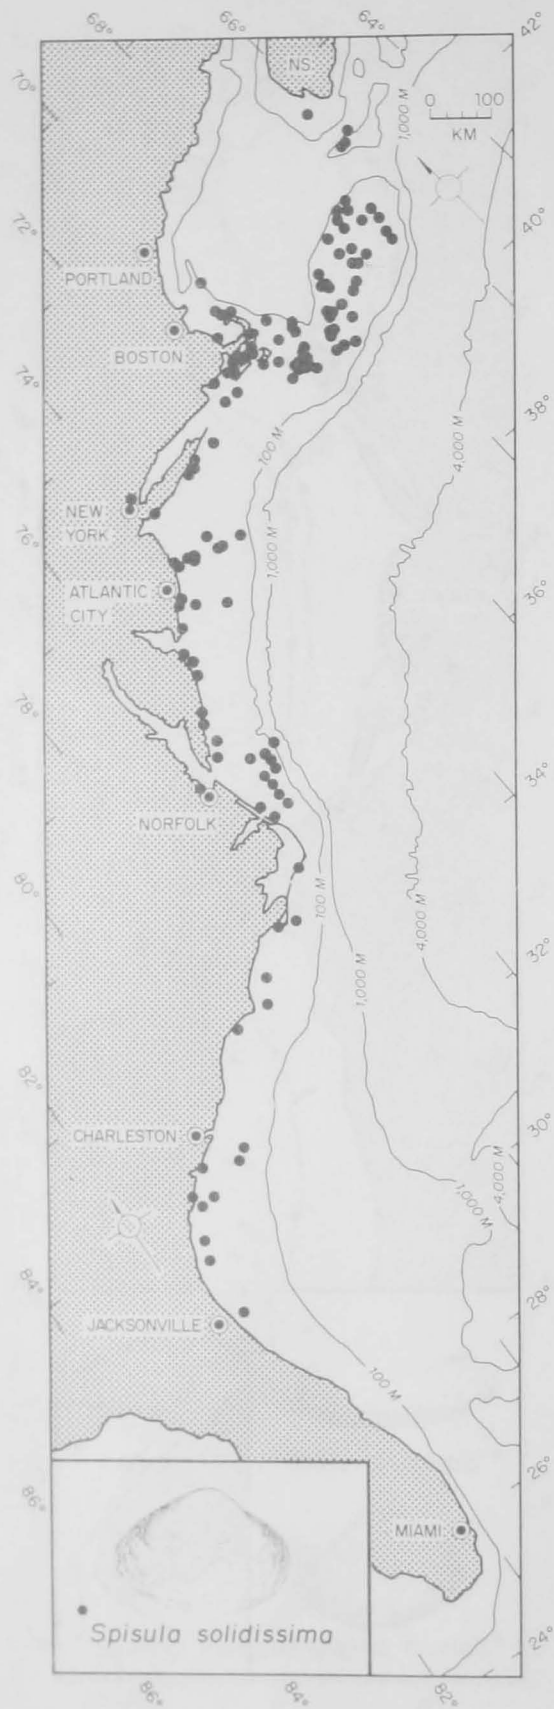 68°
66°
64°
42°
70°
NS
1,000 M
0 100
KM
40°
72°
PORTLAND
BOSTON
74°
38°
100 M
4,000 M
NEW
YORK
1,000 M
76°
ATLANTIC
CITY
36°
78°
34°
NORFOLK
80°
100 M
4,000 M
1,000 M
32°
82°
CHARLESTON
30°
4,000 M
1,000 M
84°
28°
JACKSONVILLE
100 M
26°
86°
MIAMI
Spisula solidissima
24°
86°
84°
82°